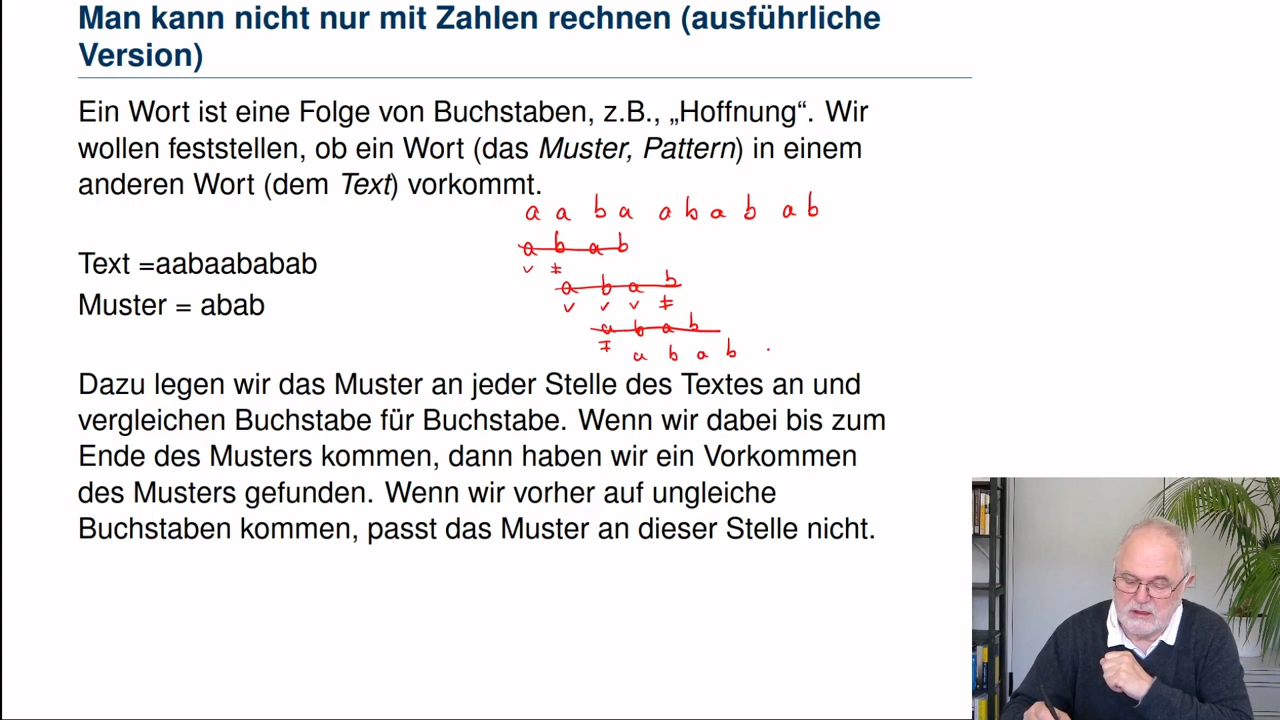 Man kann nicht nur mit Zahlen rechnen (ausführliche
Version)
Ein Wort ist eine Folge von Buchstaben, z.B., „Hoffnung“. Wir
wollen feststellen, ob ein Wort (das Muster, Pattern) in einem
anderen Wort (dem Text) vorkommt.
a a b a a b a b a b
a b a b
Text =aabaababab
v ≠
a b a b
Muster = abab
v v v ≠
a b a b
≠
a b a b
Dazu legen wir das Muster an jeder Stelle des Textes an und
vergleichen Buchstabe für Buchstabe. Wenn wir dabei bis zum
Ende des Musters kommen, dann haben wir ein Vorkommen
des Musters gefunden. Wenn wir vorher auf ungleiche
Buchstaben kommen, passt das Muster an dieser Stelle nicht.